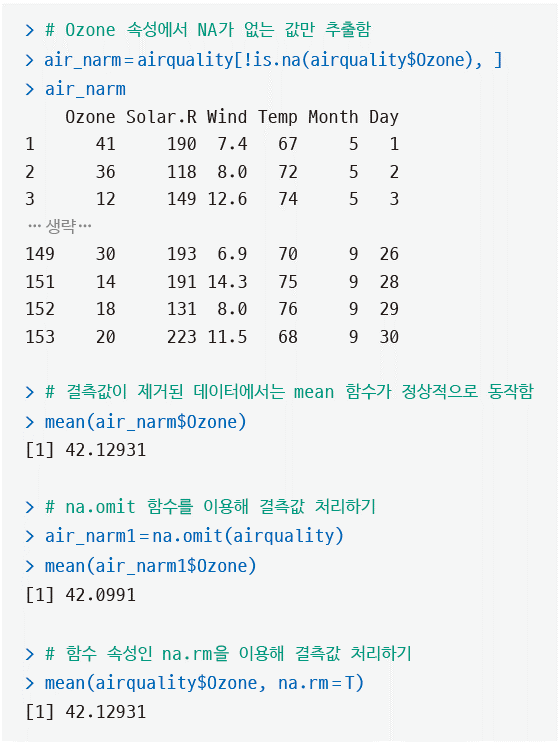 > # Ozone 속성에서 NA가 없는 값만 추출함
> air_narm=airquality[!is.na(airquality$Ozone), ]
> air_narm
Ozone Solar.R Wind Temp Month Day
1 41 190 7.4 67 5 1
2 36 118 8.0 72 5 2
3 12 149 12.6 74 5 3
…생략…
149 30 193 6.9 70 9 26
151 14 191 14.3 75 9 28
152 18 131 8.0 76 9 29
153 20 223 11.5 68 9 30
> # 결측값이 제거된 데이터에서는 mean 함수가 정상적으로 동작함
> mean(air_narm$Ozone)
[1] 42.12931
> # na.omit 함수를 이용해 결측값 처리하기
> air_narm1=na.omit(airquality)
> mean(air_narm1$Ozone)
[1] 42.0991
> # 함수 속성인 na.rm을 이용해 결측값 처리하기
> mean(airquality$Ozone, na.rm=T)
[1] 42.12931